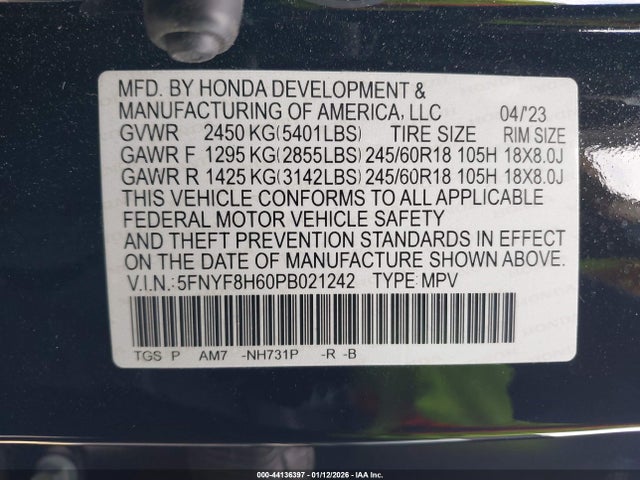 MFD. BY HONDA DEVELOPMENT &
MANUFACTURING OF AMERICA, LLC 04/'23
GVWR 2450 KG(5401LBS) TIRE SIZE RIM SIZE
GAWR F 1295 KG(2855LBS) 245/60R18 105H 18X8.0J
GAWR R 1425 KG(3142LBS) 245/60R18 105H 18X8.0J
THIS VEHICLE CONFORMS TO ALL APPLICABLE
FEDERAL MOTOR VEHICLE SAFETY
AND THEFT PREVENTION STANDARDS IN EFFECT
ON THE DATE OF MANUFACTURE SHOWN ABOVE.
V.I.N.:5FNYF8H60PB021242 TYPE:MPV
TGS P AM7 -NH731P -R -B
000-44136397 - 01/12/2026 - IAA Inc.